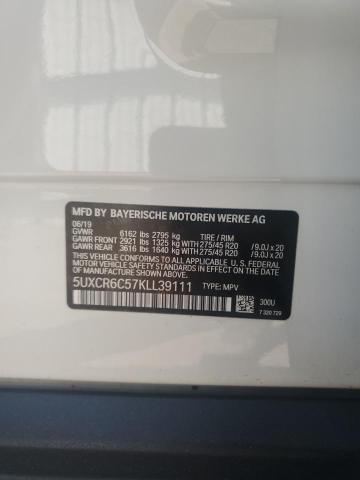 MFD BY BAYERISCHE MOTOREN WERKE AG
06/19
GVWR 6162 lbs 2795 kg TIRE / RIM
GAWR FRONT 2921 lbs 1325 kg WITH 275/45 R20 /9.0J x 20
GAWR REAR 3616 lbs 1640 kg WITH 275/45 R20 /9.0J x 20
THIS VEHICLE CONFORMS TO ALL APPLICABLE U.S. FEDERAL
MOTOR VEHICLE SAFETY STANDARDS IN EFFECT ON THE
DATE OF MANUFACTURE SHOWN ABOVE.
5UXCR6C57KLL39111 TYPE: MPV
300U
7 320 729